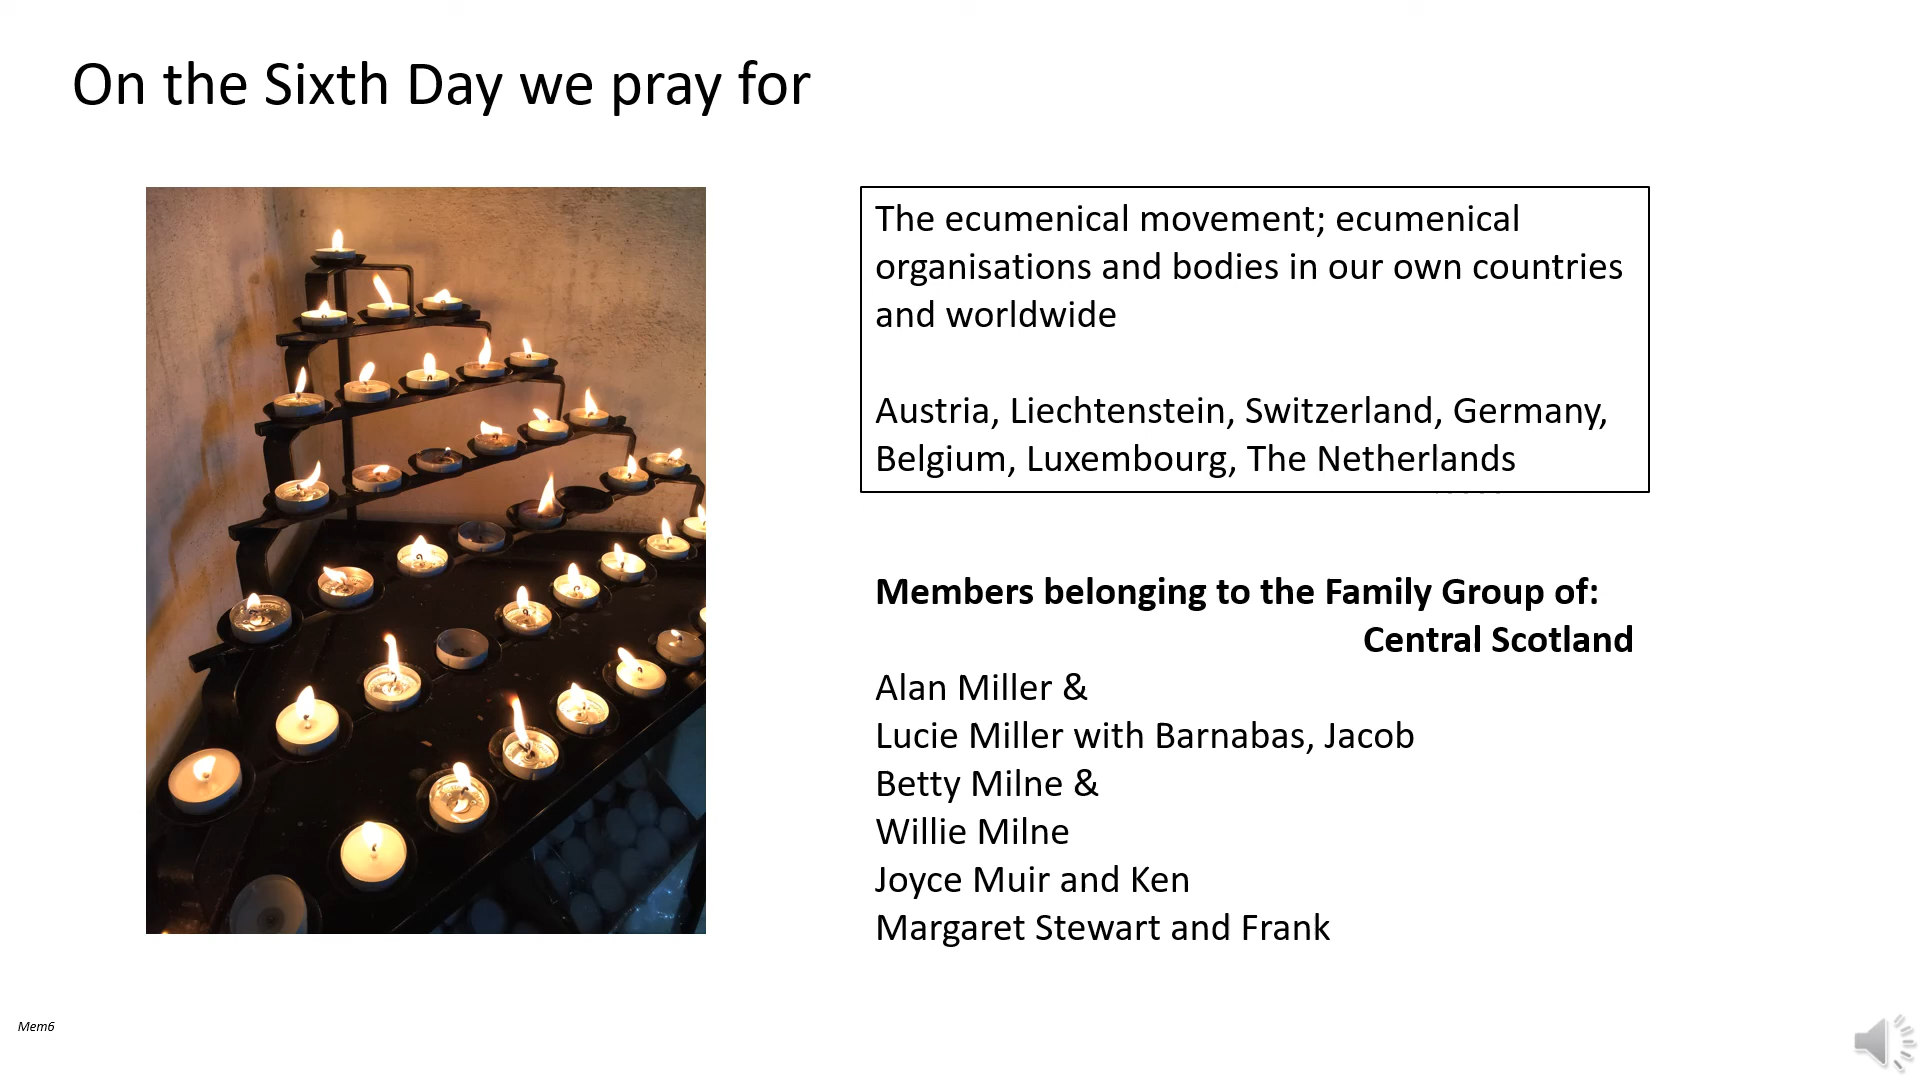 On the Sixth Day we pray for
The ecumenical movement; ecumenical
organisations and bodies in our own countries
and worldwide
Austria, Liechtenstein, Switzerland, Germany,
Belgium, Luxembourg, The Netherlands
Members belonging to the Family Group of:
Central Scotland
Alan Miller &
Lucie Miller with Barnabas, Jacob
Betty Milne &
Willie Milne
Joyce Muir and Ken
Margaret Stewart and Frank
Mem6